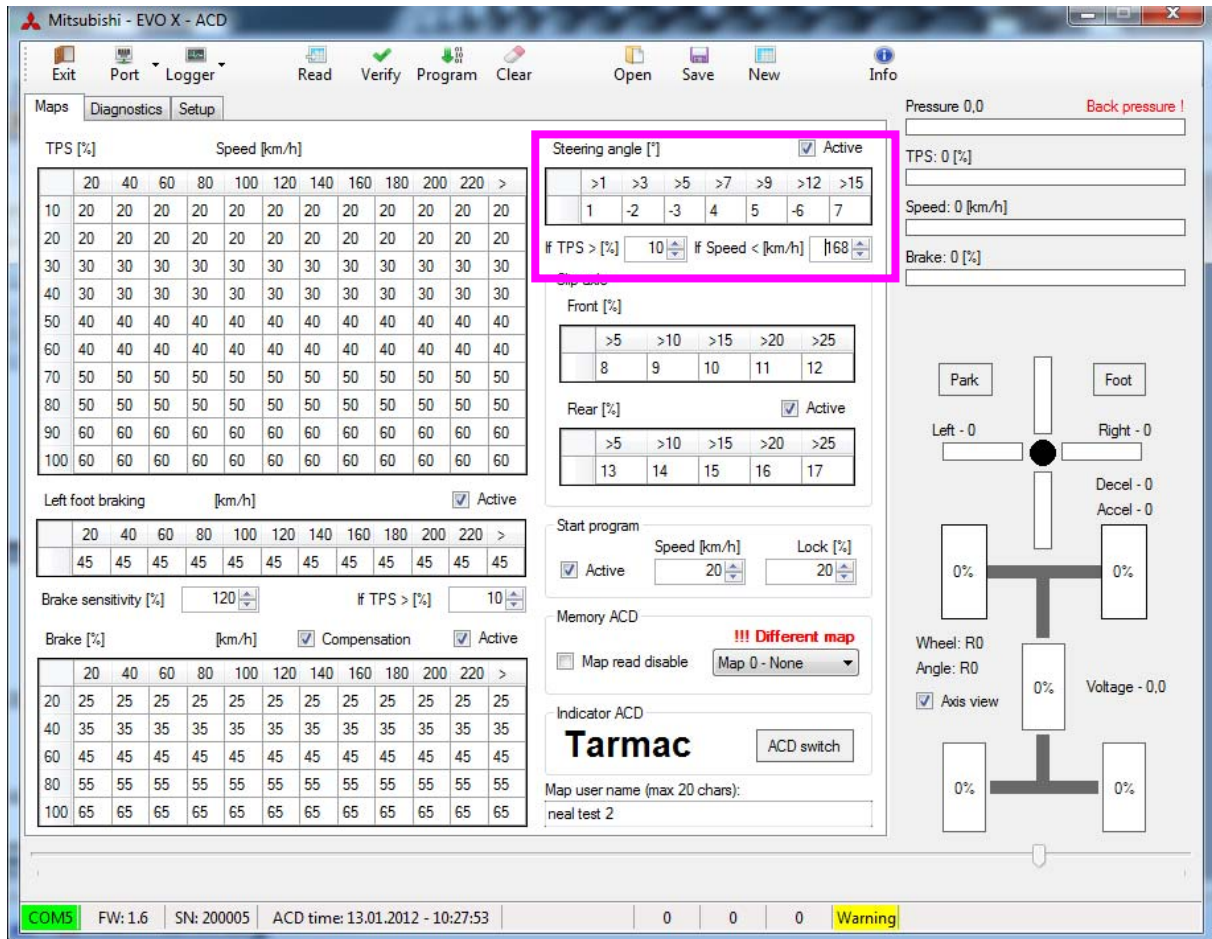 Mitsubishi - EVO X - ACD
Exit Port Logger Read Verify Program Clear Open Save New Info
Maps Diagnostics Setup
TPS [%] Speed [km/h]
20 40 60 80 100 120 140 160 180 200 220 >
10 20 20 20 20 20 20 20 20 20 20 20 20
20 20 20 20 20 20 20 20 20 20 20 20 20
30 30 30 30 30 30 30 30 30 30 30 30 30
40 30 30 30 30 30 30 30 30 30 30 30 30
50 40 40 40 40 40 40 40 40 40 40 40 40
60 40 40 40 40 40 40 40 40 40 40 40 40
70 50 50 50 50 50 50 50 50 50 50 50 50
80 50 50 50 50 50 50 50 50 50 50 50 50
90 60 60 60 60 60 60 60 60 60 60 60 60
100 60 60 60 60 60 60 60 60 60 60 60 60
Left foot braking [km/h] Active
20 40 60 80 100 120 140 160 180 200 220 >
45 45 45 45 45 45 45 45 45 45 45 45
Brake sensitivity [%] 120 If TPS > [%] 10
Brake [%] [km/h] Compensation Active
20 40 60 80 100 120 140 160 180 200 220 >
20 25 25 25 25 25 25 25 25 25 25 25 25
40 35 35 35 35 35 35 35 35 35 35 35 35
60 45 45 45 45 45 45 45 45 45 45 45 45
80 55 55 55 55 55 55 55 55 55 55 55 55
100 65 65 65 65 65 65 65 65 65 65 65 65
Steering angle [°] Active
>1 >3 >5 >7 >9 >12 >15
1 -2 -3 4 5 -6 7
If TPS > [%] 10 If Speed < [km/h] 168
Slip axle
Front [%]
>5 >10 >15 >20 >25
8 9 10 11 12
Rear [%] Active
>5 >10 >15 >20 >25
13 14 15 16 17
Start program
Speed [km/h] Lock [%]
Active 20 20
Memory ACD
!!! Different map
Map read disable Map 0 - None
Indicator ACD
Tarmac ACD switch
Map user name (max 20 chars):
neal test 2
Pressure 0,0 Back pressure !
TPS: 0 [%]
Speed: 0 [km/h]
Brake: 0 [%]
Park Foot
Left - 0 Right - 0
Decel - 0
Accel - 0
0% 0%
Wheel: R0
Angle: R0
Axis view
0% Voltage - 0,0
0% 0%
COM5 FW: 1.6 SN: 200005 ACD time: 13.01.2012 - 10:27:53 0 0 0 Warning